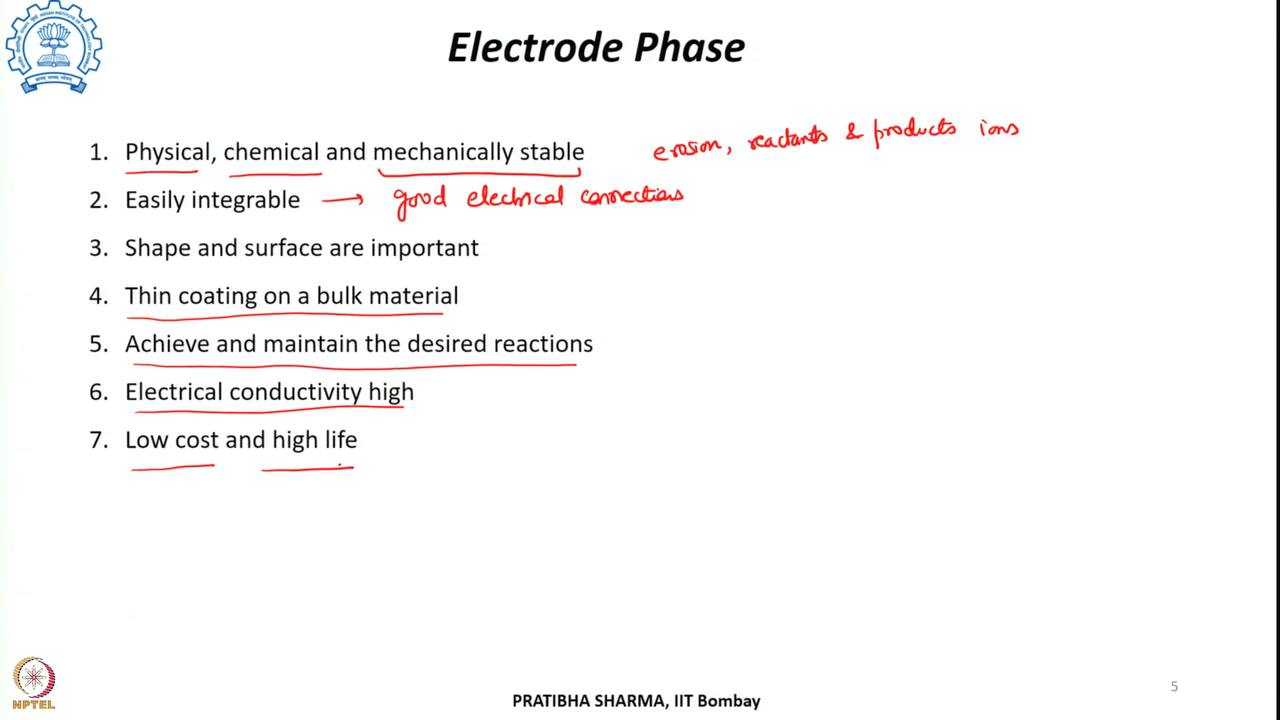 Electrode Phase
1. Physical, chemical and mechanically stable erosion, reactants & products ions
2. Easily integrable → good electrical connections
3. Shape and surface are important
4. Thin coating on a bulk material
5. Achieve and maintain the desired reactions
6. Electrical conductivity high
7. Low cost and high life
NPTEL
PRATIBHA SHARMA, IIT Bombay
5